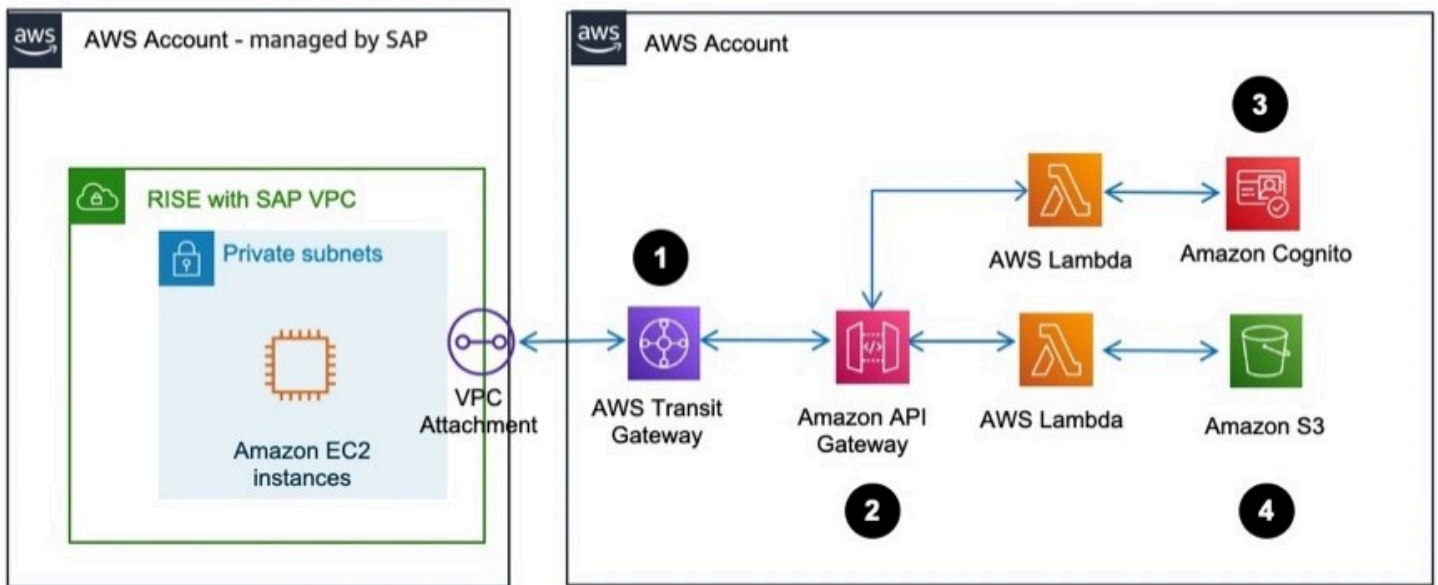 aws
AWS Account - managed by SAP
RISE with SAP VPC
Private subnets
Amazon EC2
instances
VPC
Attachment
aws
AWS Account
1
AWS Transit
Gateway
</>
Amazon API
Gateway
2
AWS Lambda
3
Amazon Cognito
AWS Lambda
Amazon S3
4